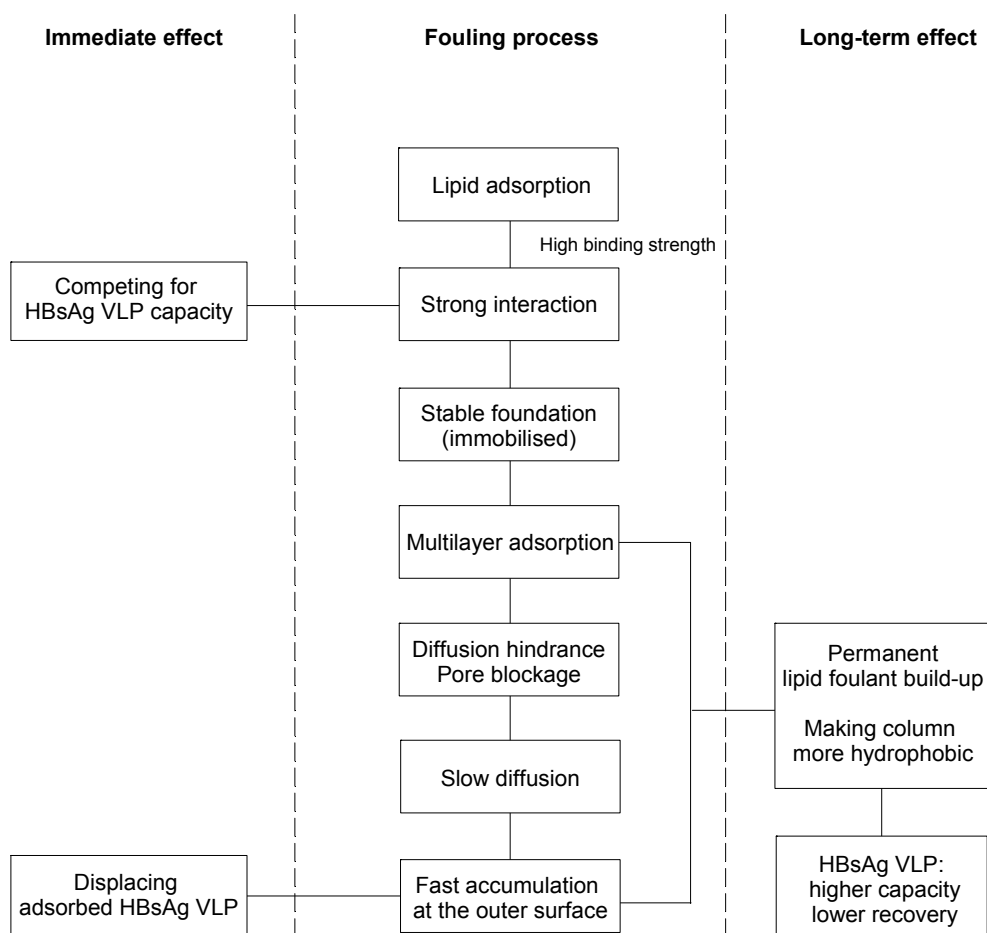 Immediate effect
Fouling process
Long-term effect
Lipid adsorption
High binding strength
Competing for
HBsAg VLP capacity
Strong interaction
Stable foundation
(immobilised)
Multilayer adsorption
Diffusion hindrance
Pore blockage
Permanent
lipid foulant build-up
Making column
more hydrophobic
Slow diffusion
Displacing
adsorbed HBsAg VLP
Fast accumulation
at the outer surface
HBsAg VLP:
higher capacity
lower recovery